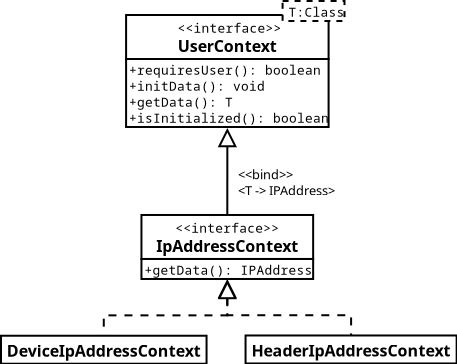 T:Class
<<interface>>
UserContext
+requiresUser(): boolean
+initData(): void
+getData(): T
+isInitialized(): boolean
<<bind>>
<T -> IPAddress>
<<interface>>
IpAddressContext
+getData(): IPAddress
DeviceIpAddressContext
HeaderIpAddressContext